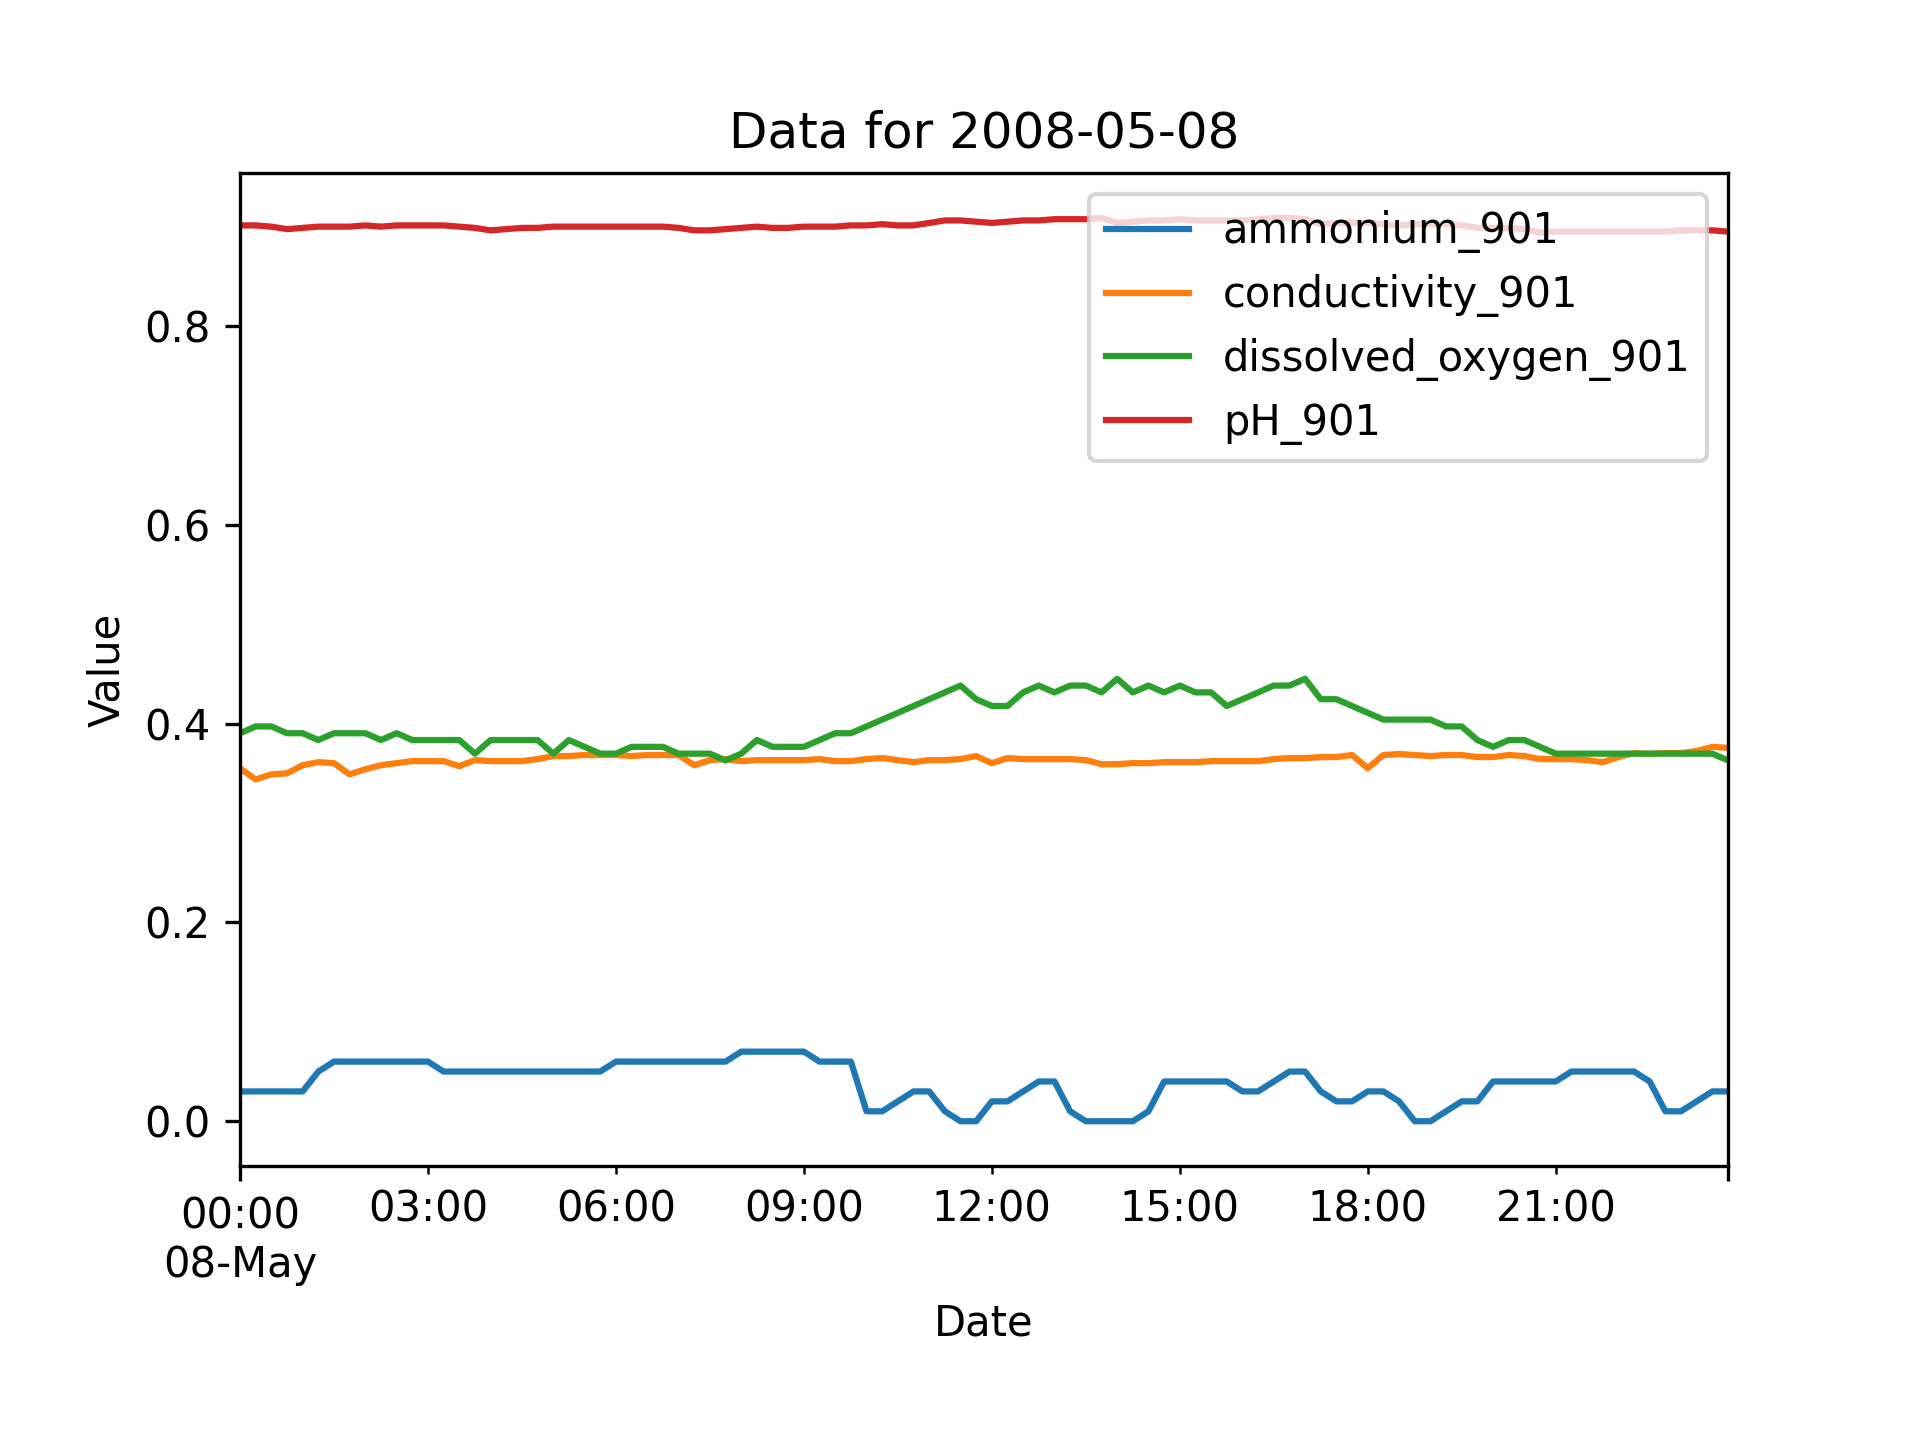 Data for 2008-05-08
ammonium_901
conductivity_901
dissolved_oxygen_901
pH_901
Value
0.8
0.6
0.4
0.2
0.0
00:00 03:00 06:00 09:00 12:00 15:00 18:00 21:00
08-May
Date